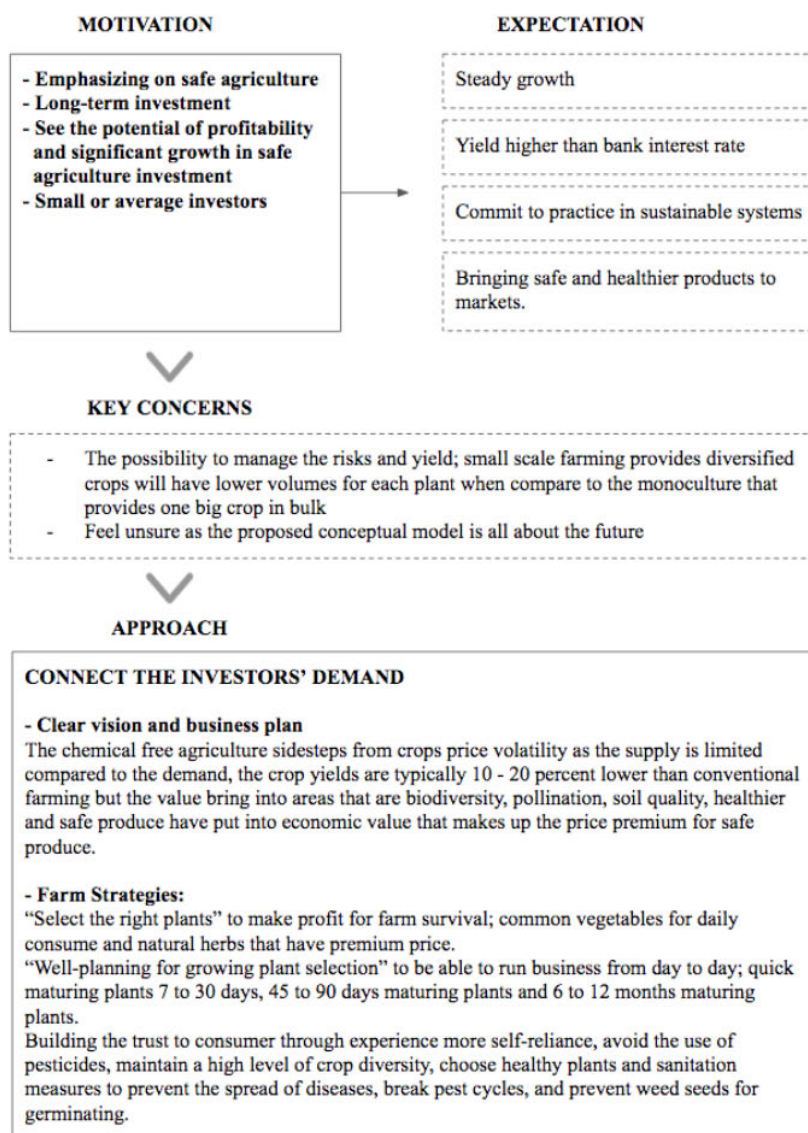 MOTIVATION
- Emphasizing on safe agriculture
- Long-term investment
- See the potential of profitability
and significant growth in safe
agriculture investment
- Small or average investors
EXPECTATION
Steady growth
Yield higher than bank interest rate
Commit to practice in sustainable systems
Bringing safe and healthier products to
markets.
KEY CONCERNS
- The possibility to manage the risks and yield; small scale farming provides diversified
crops will have lower volumes for each plant when compare to the monoculture that
provides one big crop in bulk
- Feel unsure as the proposed conceptual model is all about the future
APPROACH
CONNECT THE INVESTORS’ DEMAND
- Clear vision and business plan
The chemical free agriculture sidesteps from crops price volatility as the supply is limited
compared to the demand, the crop yields are typically 10 - 20 percent lower than conventional
farming but the value bring into areas that are biodiversity, pollination, soil quality, healthier
and safe produce have put into economic value that makes up the price premium for safe
produce.
- Farm Strategies:
“Select the right plants” to make profit for farm survival; common vegetables for daily
consume and natural herbs that have premium price.
“Well-planning for growing plant selection” to be able to run business from day to day; quick
maturing plants 7 to 30 days, 45 to 90 days maturing plants and 6 to 12 months maturing
plants.
Building the trust to consumer through experience more self-reliance, avoid the use of
pesticides, maintain a high level of crop diversity, choose healthy plants and sanitation
measures to prevent the spread of diseases, break pest cycles, and prevent weed seeds for
germinating.